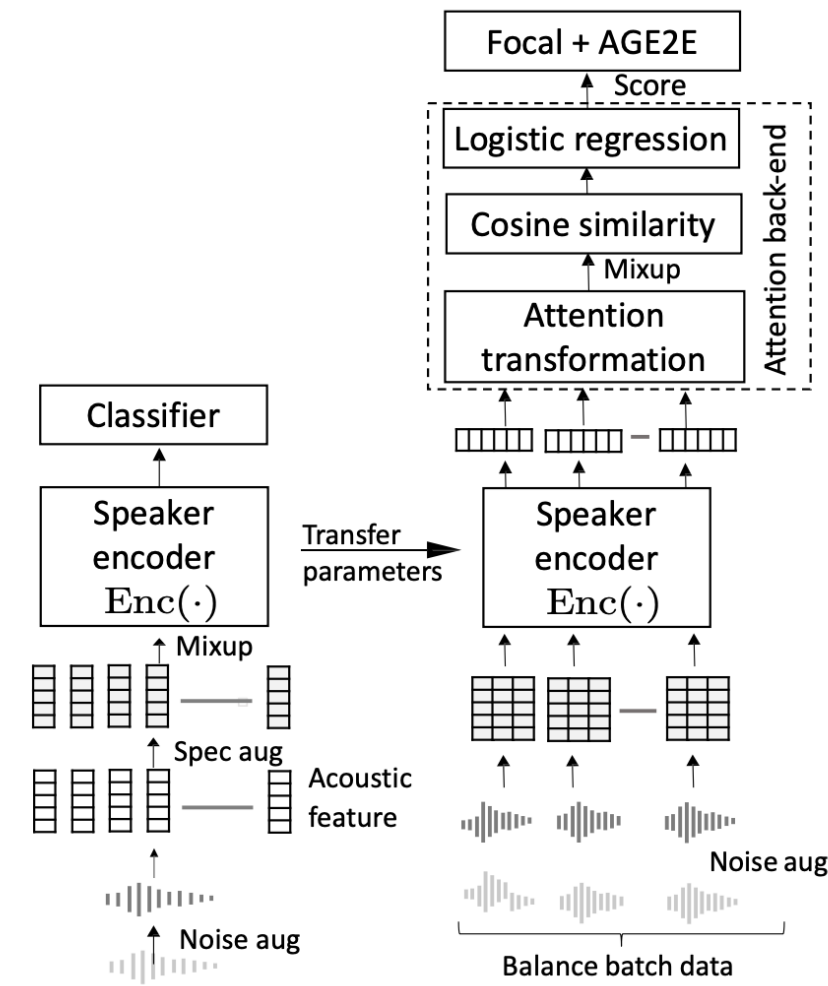 Focal + AGE2E
Score
Logistic regression
Cosine similarity
Mixup
Attention
transformation
Attention back-end
Classifier
Speaker
encoder
Enc(·)
Transfer
parameters
Speaker
encoder
Enc(·)
Mixup
Spec aug
Acoustic
feature
Noise aug
Noise aug
Balance batch data